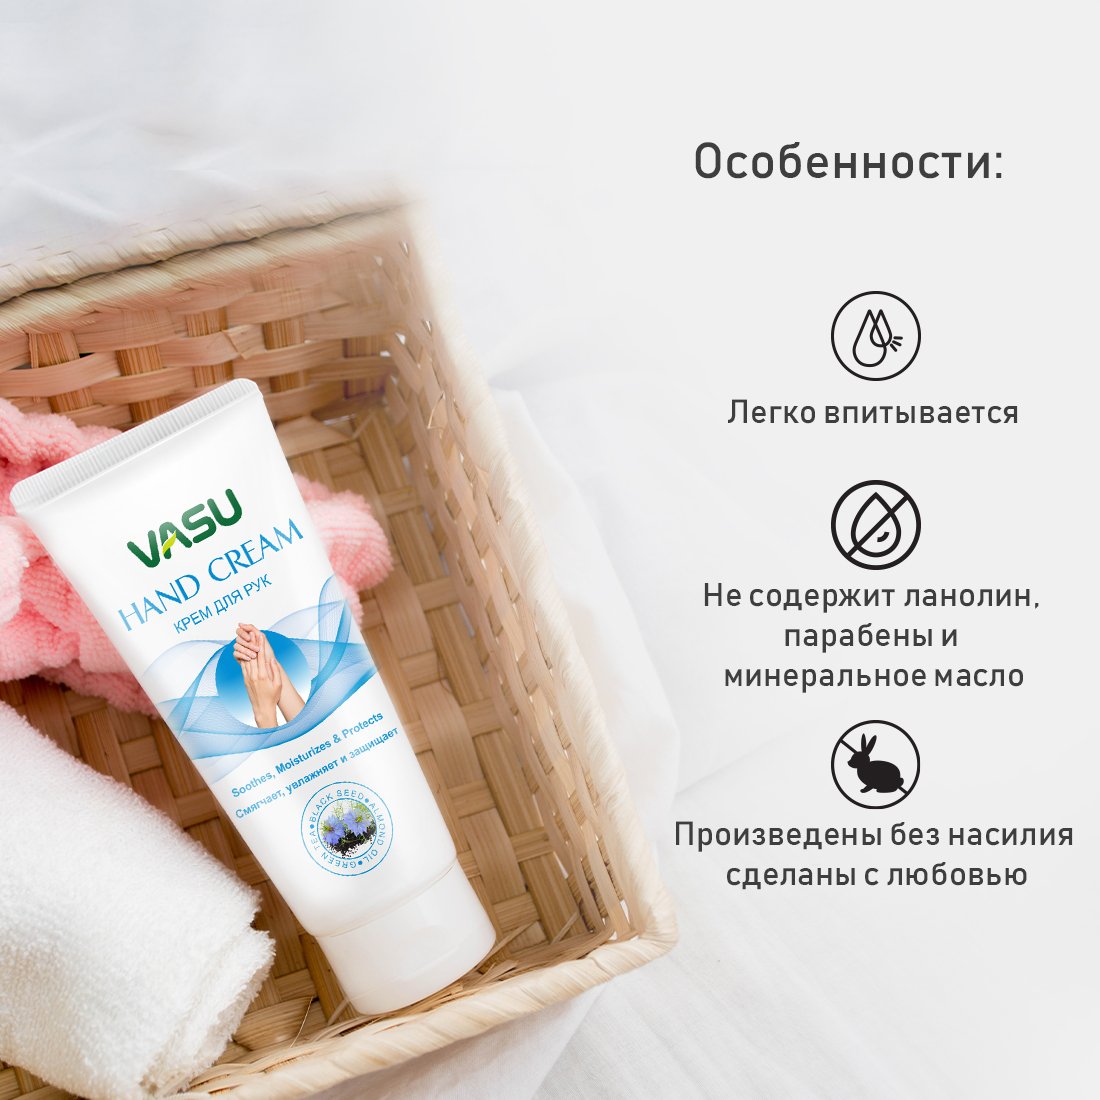 Особенности:
Легко впитывается
Не содержит ланолин,
парабены и
минеральное масло
Произведены без насилия
сделаны с любовью
VASU
HAND CREAM
КРЕМ ДЛЯ РУК
Soothes, Moisturizes & Protects
Смягчает, увлажняет и защищает
GREEN TEA•BLACK SEED•ALMOND OIL•